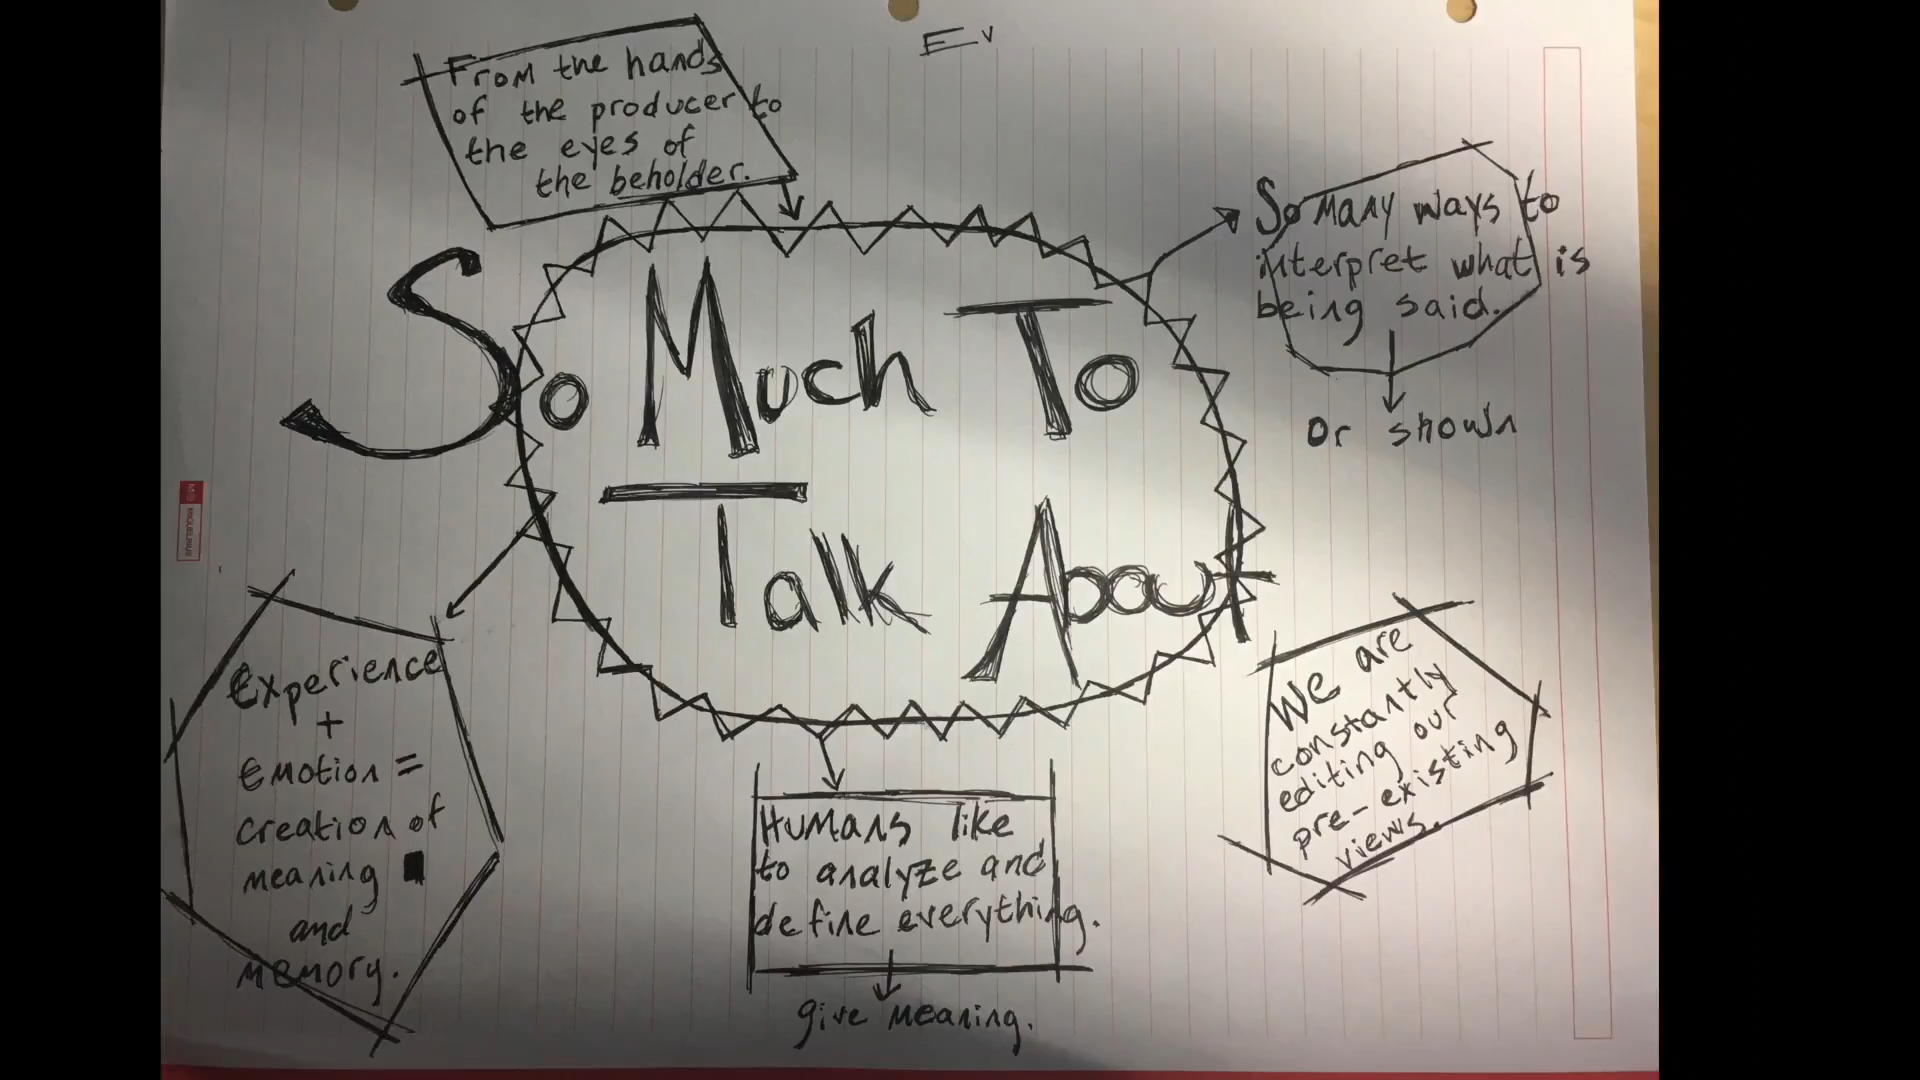 Ev
From the hands
of the producer to
the eyes of
the beholder.
So many ways to
interpret what is
being said.
Or shown
So Much To
Talk About
Experience
+
Emotion =
creation of
meaning
and
memory.
Humans like
to analyze and
define everything.
give meaning.
We are
constantly
editing our
pre-existing
views.